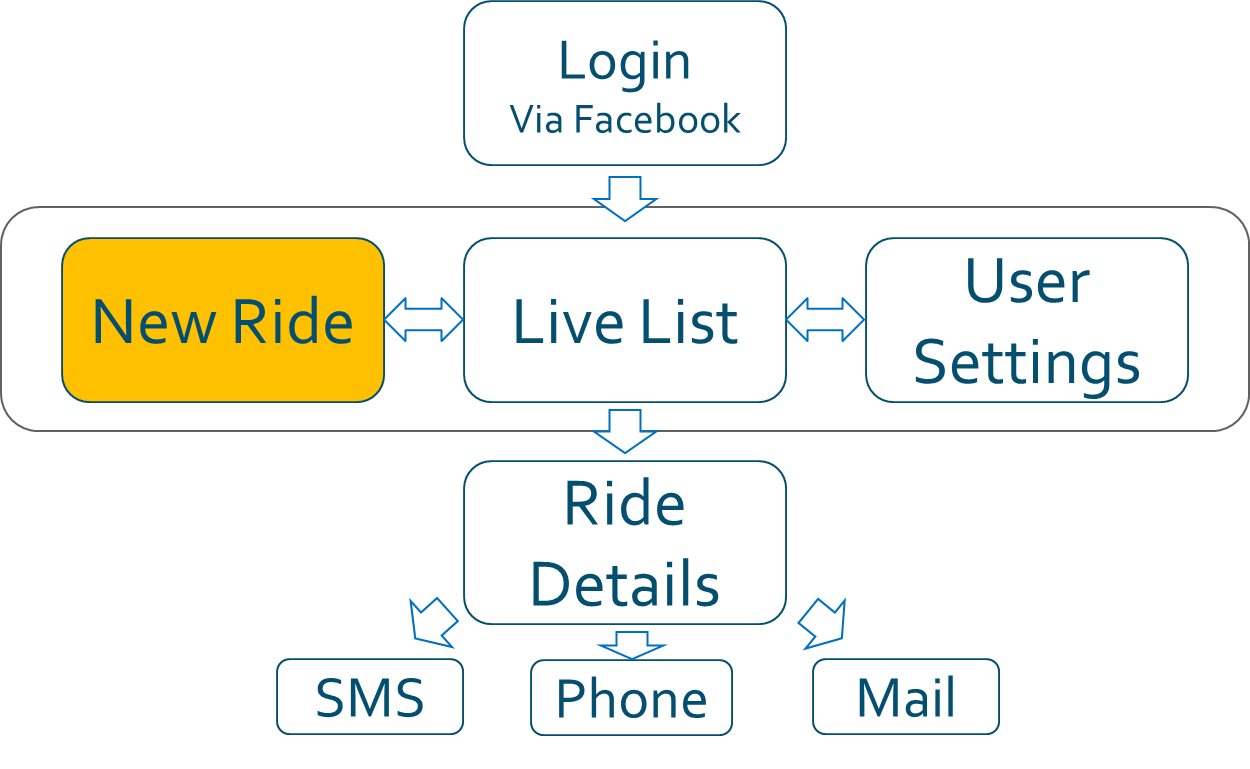 Login
Via Facebook
New Ride
Live List
User
Settings
Ride
Details
SMS
Phone
Mail